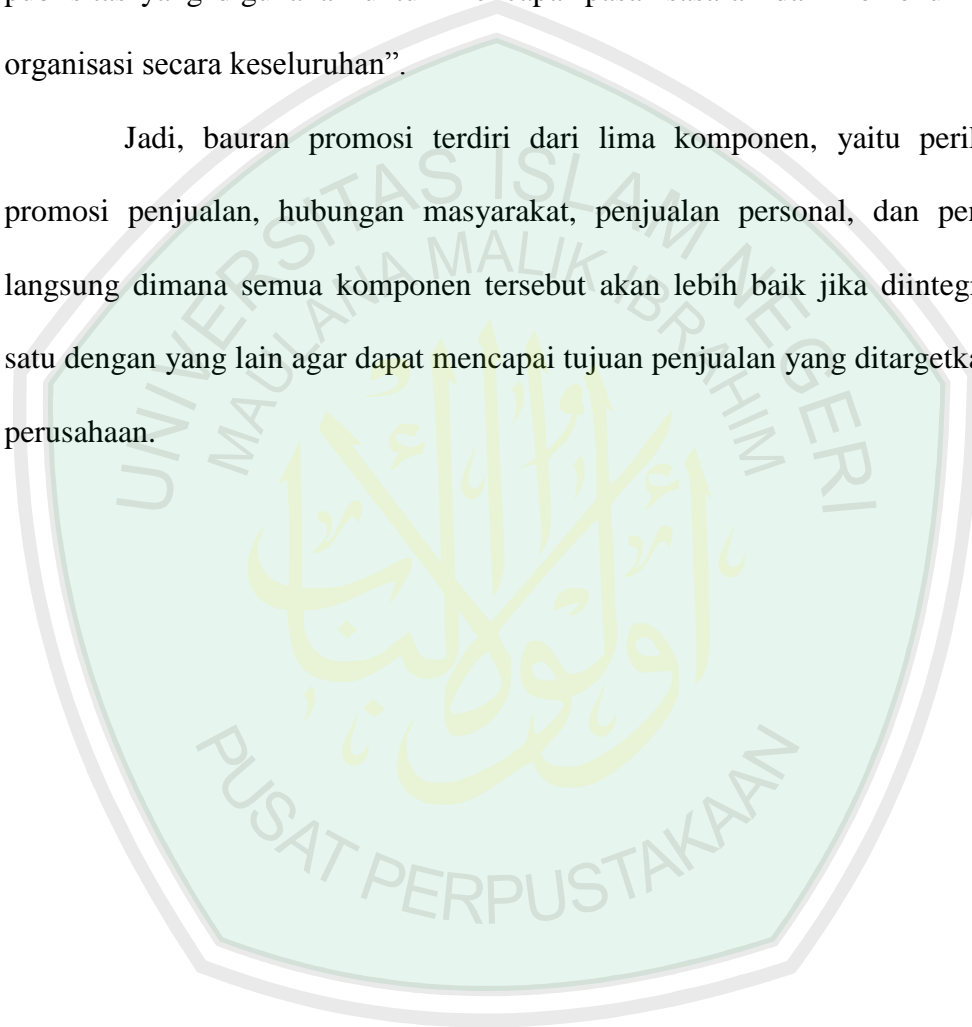 organisasi secara keseluruhan”.
Jadi, bauran promosi terdiri dari lima komponen, yaitu
promosi penjualan, hubungan masyarakat, penjualan personal, dan
langsung dimana semua komponen tersebut akan lebih baik jika
satu dengan yang lain agar dapat mencapai tujuan penjualan yang
perusahaan.
UNIVERSITAS ISLAM NEGERI
MAULANA MALIK IBRAHIM
PUSAT PERPUSTAKAAN